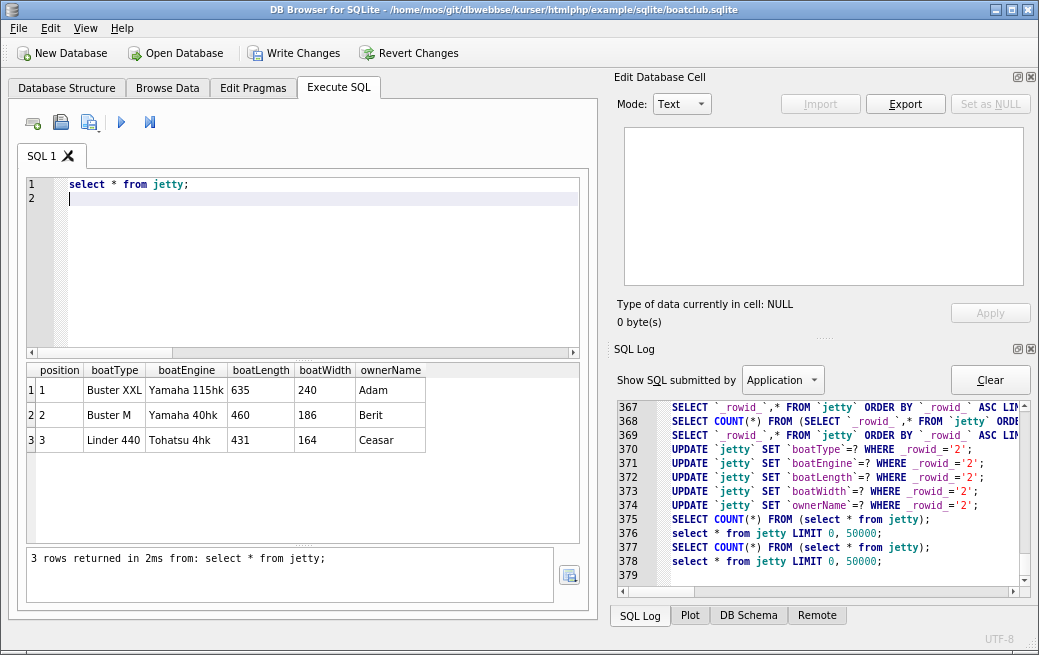 DB Browser for SQLite - /home/mos/git/dbwebbse/kurser/htmlphp/example/sqlite/boatclub.sqlite
File Edit View Help
New Database Open Database Write Changes Revert Changes
Database Structure Browse Data Edit Pragmas Execute SQL
SQL 1
1 select * from jetty;
2
position boatType boatEngine boatLength boatWidth ownerName
1 1 Buster XXL Yamaha 115hk 635 240 Adam
2 2 Buster M Yamaha 40hk 460 186 Berit
3 3 Linder 440 Tohatsu 4hk 431 164 Ceasar
3 rows returned in 2ms from: select * from jetty;
Edit Database Cell
Mode: Text Import Export Set as NULL
Type of data currently in cell: NULL
0 byte(s)
Apply
SQL Log
Show SQL submitted by Application Clear
367 SELECT `_rowid_`,* FROM `jetty` ORDER BY `_rowid_` ASC LIM
368 SELECT COUNT(*) FROM (SELECT `_rowid_`,* FROM `jetty` ORDE
369 SELECT `_rowid_`,* FROM `jetty` ORDER BY `_rowid_` ASC LIM
370 UPDATE `jetty` SET `boatType`=? WHERE _rowid_='2';
371 UPDATE `jetty` SET `boatEngine`=? WHERE _rowid_='2';
372 UPDATE `jetty` SET `boatLength`=? WHERE _rowid_='2';
373 UPDATE `jetty` SET `boatWidth`=? WHERE _rowid_='2';
374 UPDATE `jetty` SET `ownerName`=? WHERE _rowid_='2';
375 SELECT COUNT(*) FROM (select * from jetty);
376 select * from jetty LIMIT 0, 50000;
377 SELECT COUNT(*) FROM (select * from jetty);
378 select * from jetty LIMIT 0, 50000;
379
SQL Log Plot DB Schema Remote
UTF-8